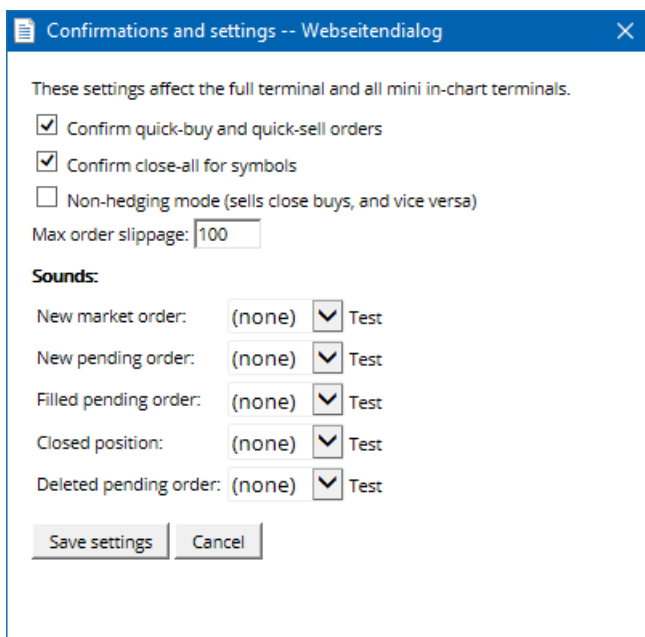 Confirmations and settings -- Webseitendialog
These settings affect the full terminal and all mini in-chart terminals.
Confirm quick-buy and quick-sell orders
Confirm close-all for symbols
Non-hedging mode (sells close buys, and vice versa)
Max order slippage: 100
Sounds:
New market order: (none) Test
New pending order: (none) Test
Filled pending order: (none) Test
Closed position: (none) Test
Deleted pending order: (none) Test
Save settings Cancel